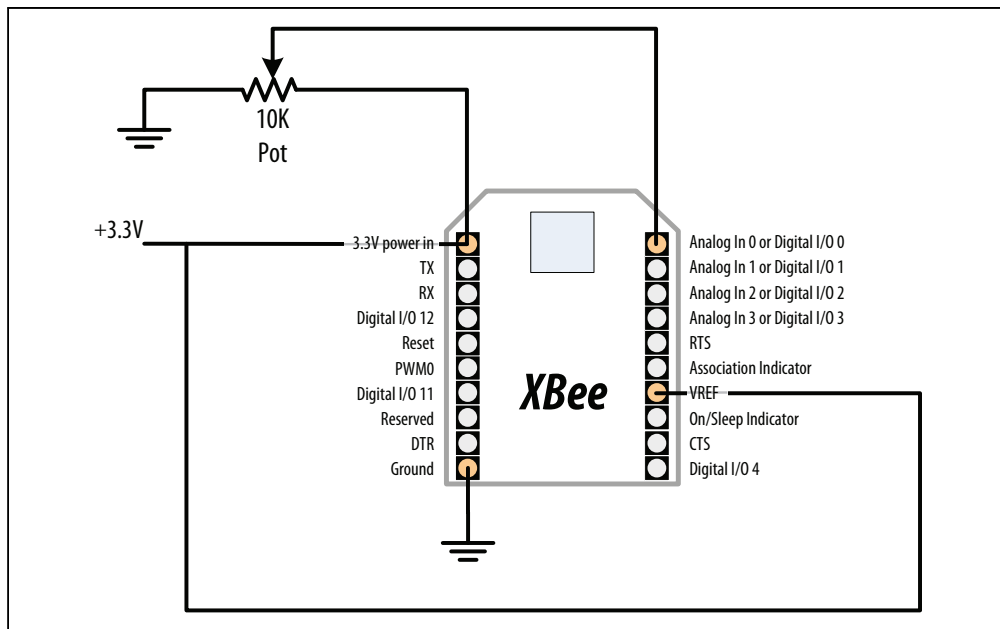 10K
Pot
+3.3V
3.3V power in
TX
RX
Digital I/O 12
Reset
PWM0
Digital I/O 11
Reserved
DTR
Ground
XBee
Analog In 0 or Digital I/O 0
Analog In 1 or Digital I/O 1
Analog In 2 or Digital I/O 2
Analog In 3 or Digital I/O 3
RTS
Association Indicator
VREF
On/Sleep Indicator
CTS
Digital I/O 4